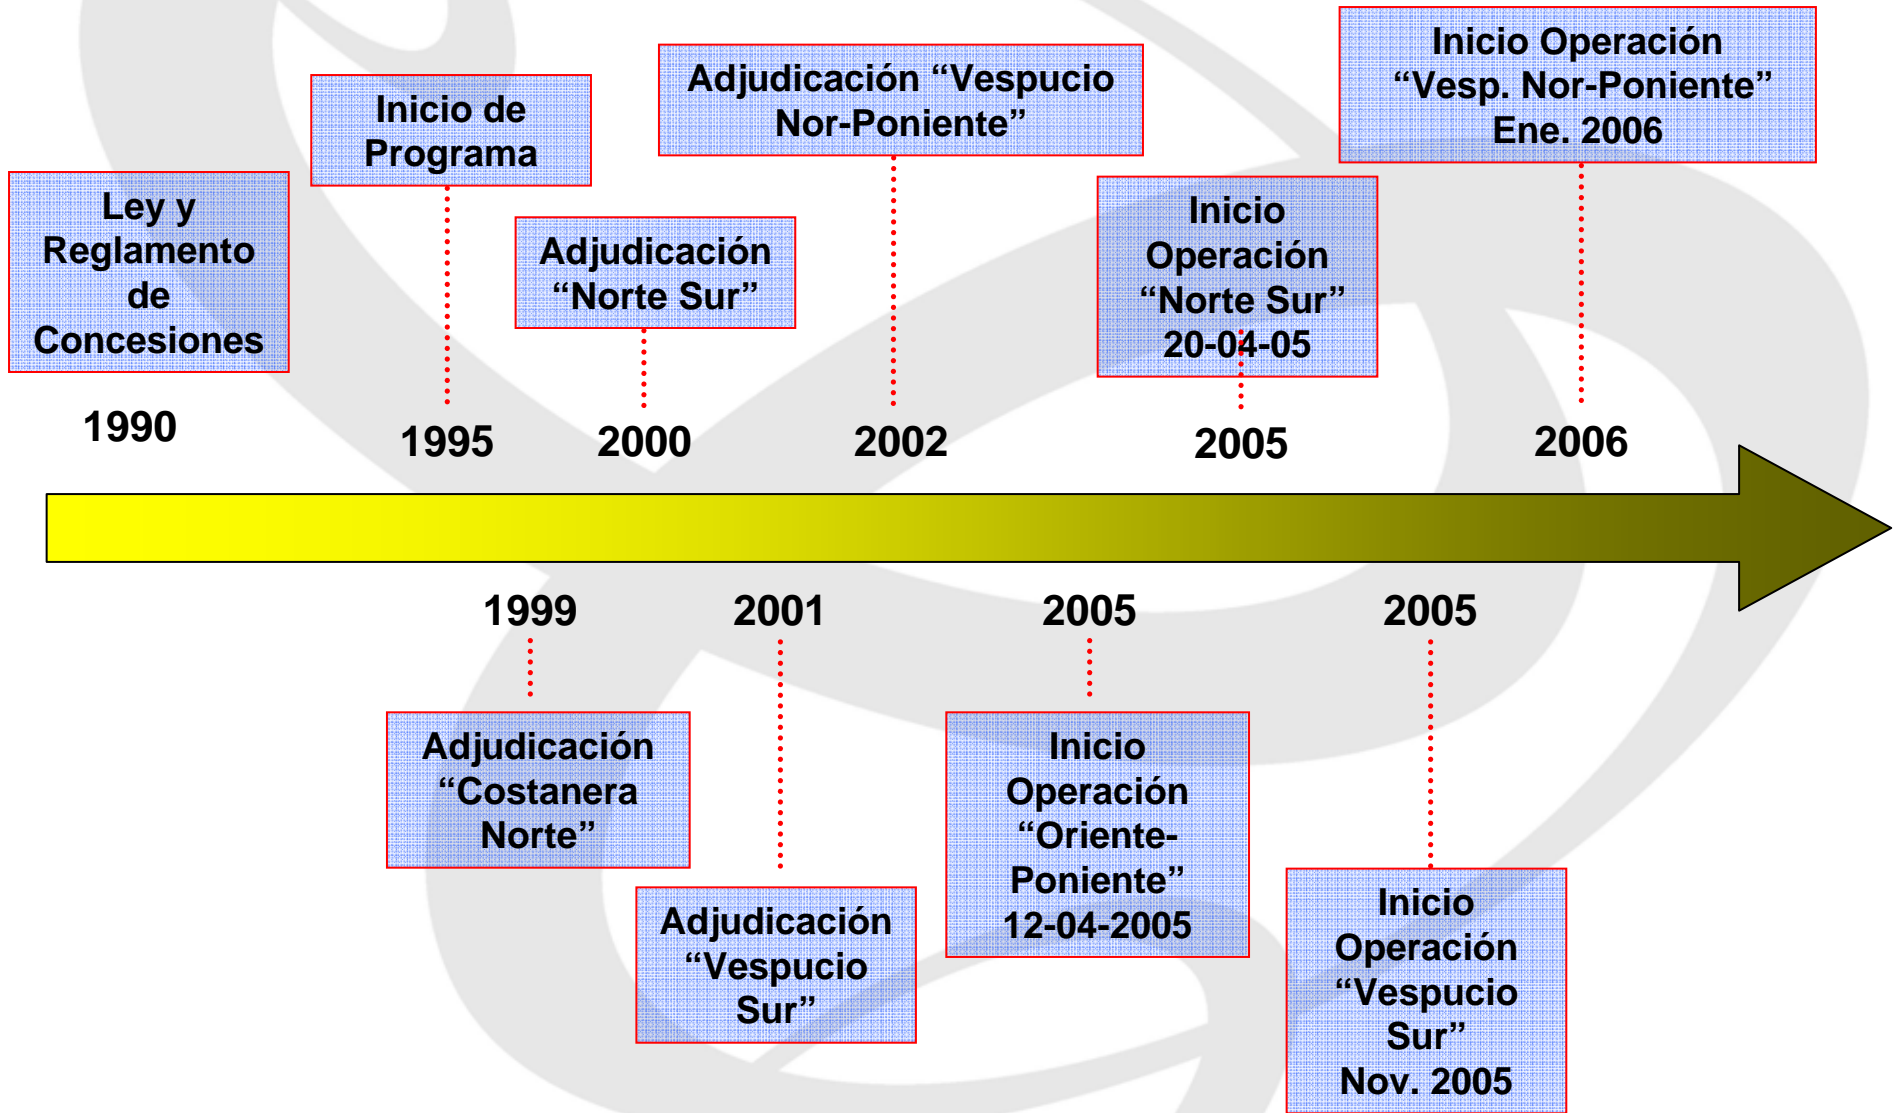 Ley y
Reglamento
de
Concesiones
1990
Inicio de
Programa
1995
Adjudicación
“Norte Sur”
2000
Adjudicación “Vespucio
Nor-Poniente”
2002
Inicio
Operación
“Norte Sur”
20-04-05
2005
Inicio Operación
“Vesp. Nor-Poniente”
Ene. 2006
2006
1999
Adjudicación
“Costanera
Norte”
2001
Adjudicación
“Vespucio
Sur”
2005
Inicio
Operación
“Oriente-
Poniente”
12-04-2005
2005
Inicio
Operación
“Vespucio
Sur”
Nov. 2005